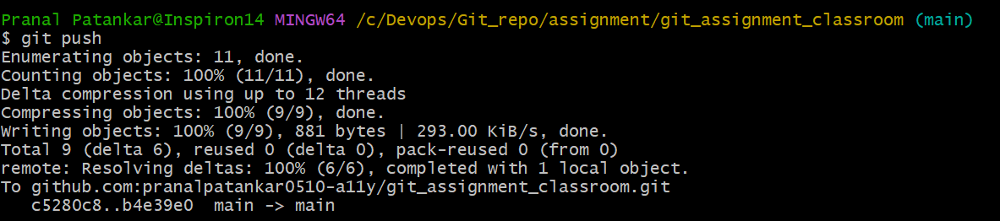 Pranal Patankar@Inspiron14 MINGW64 /c/Devops/Git_repo/assignment/git_assignment_classroom (main)
$ git push
Enumerating objects: 11, done.
Counting objects: 100% (11/11), done.
Delta compression using up to 12 threads
Compressing objects: 100% (9/9), done.
Writing objects: 100% (9/9), 881 bytes | 293.00 KiB/s, done.
Total 9 (delta 6), reused 0 (delta 0), pack-reused 0 (from 0)
remote: Resolving deltas: 100% (6/6), completed with 1 local object.
To github.com:pranalpatankar0510-a11y/git_assignment_classroom.git
   c5280c8..b4e39e0  main -> main